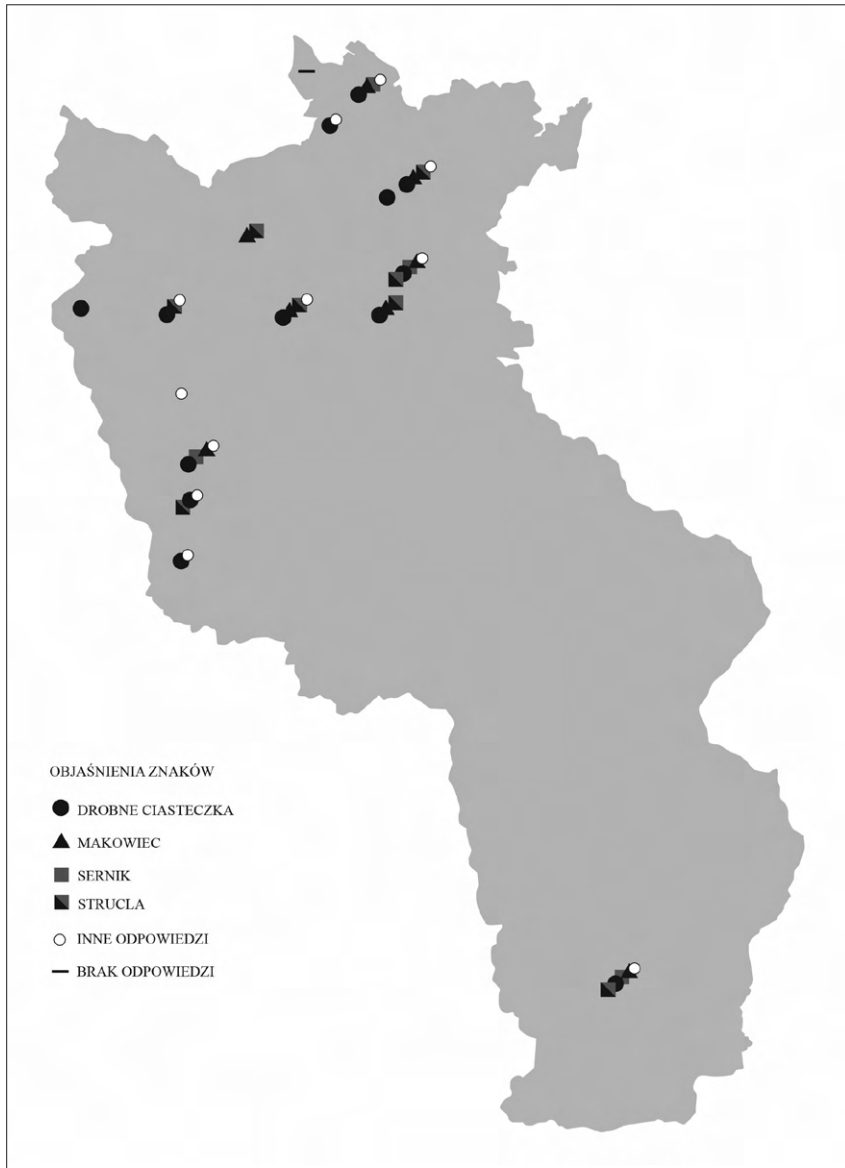 OBJAŚNIENIA ZNAKÓW
DROBNE CIASTECZKA
MAKOWIEC
SERNIK
STRUCLA
INNE ODPOWIEDZI
BRAK ODPOWIEDZI